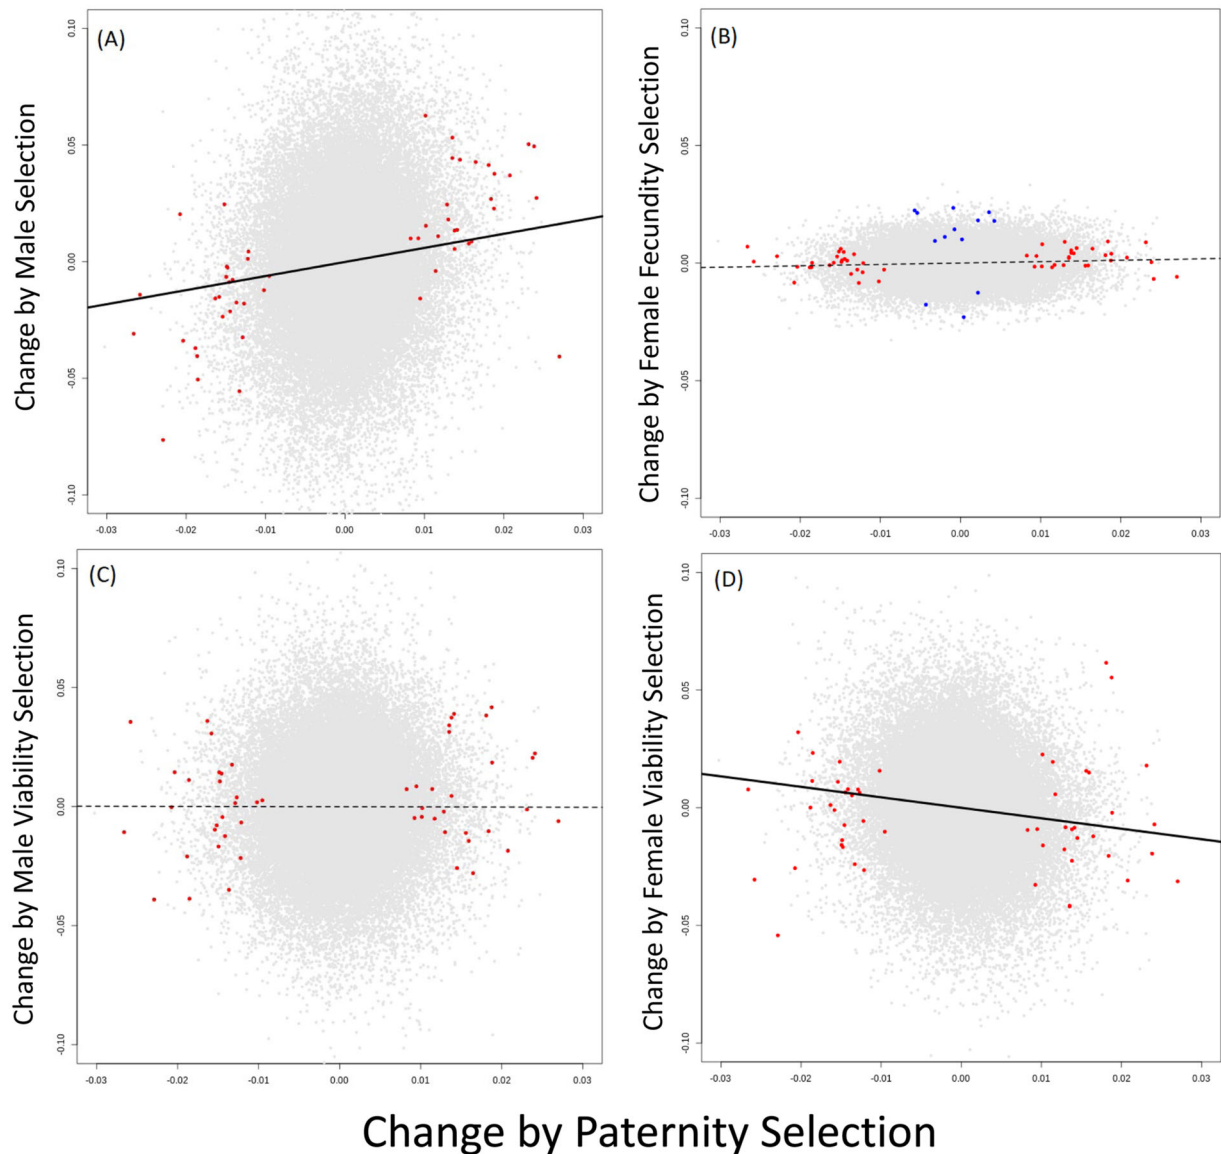 (A)
Change by Male Selection
0.10
0.05
0.00
-0.05
-0.10
-0.03 -0.02 -0.01 0.00 0.01 0.02 0.03
(B)
Change by Female Fecundity Selection
0.10
0.05
0.00
-0.05
-0.10
-0.03 -0.02 -0.01 0.00 0.01 0.02 0.03
(C)
Change by Male Viability Selection
0.10
0.05
0.00
-0.05
-0.10
-0.03 -0.02 -0.01 0.00 0.01 0.02 0.03
(D)
Change by Female Viability Selection
0.10
0.05
0.00
-0.05
-0.10
-0.03 -0.02 -0.01 0.00 0.01 0.02 0.03
Change by Paternity Selection